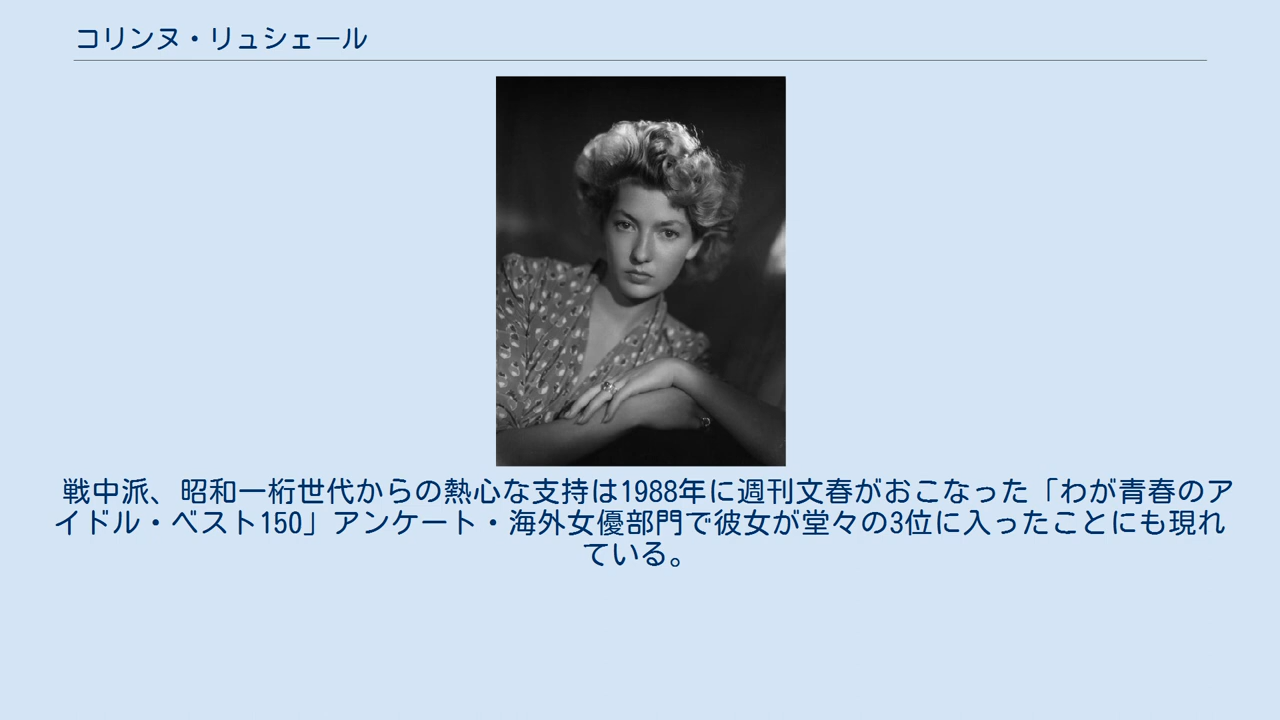 コリンヌ・リュシェール
戦中派、昭和一桁世代からの熱心な支持は1988年に週刊文春がおこなった「わが青春のア
イドル・ベスト150」アンケート・海外女優部門で彼女が堂々の3位に入ったことにも現れ
ている。